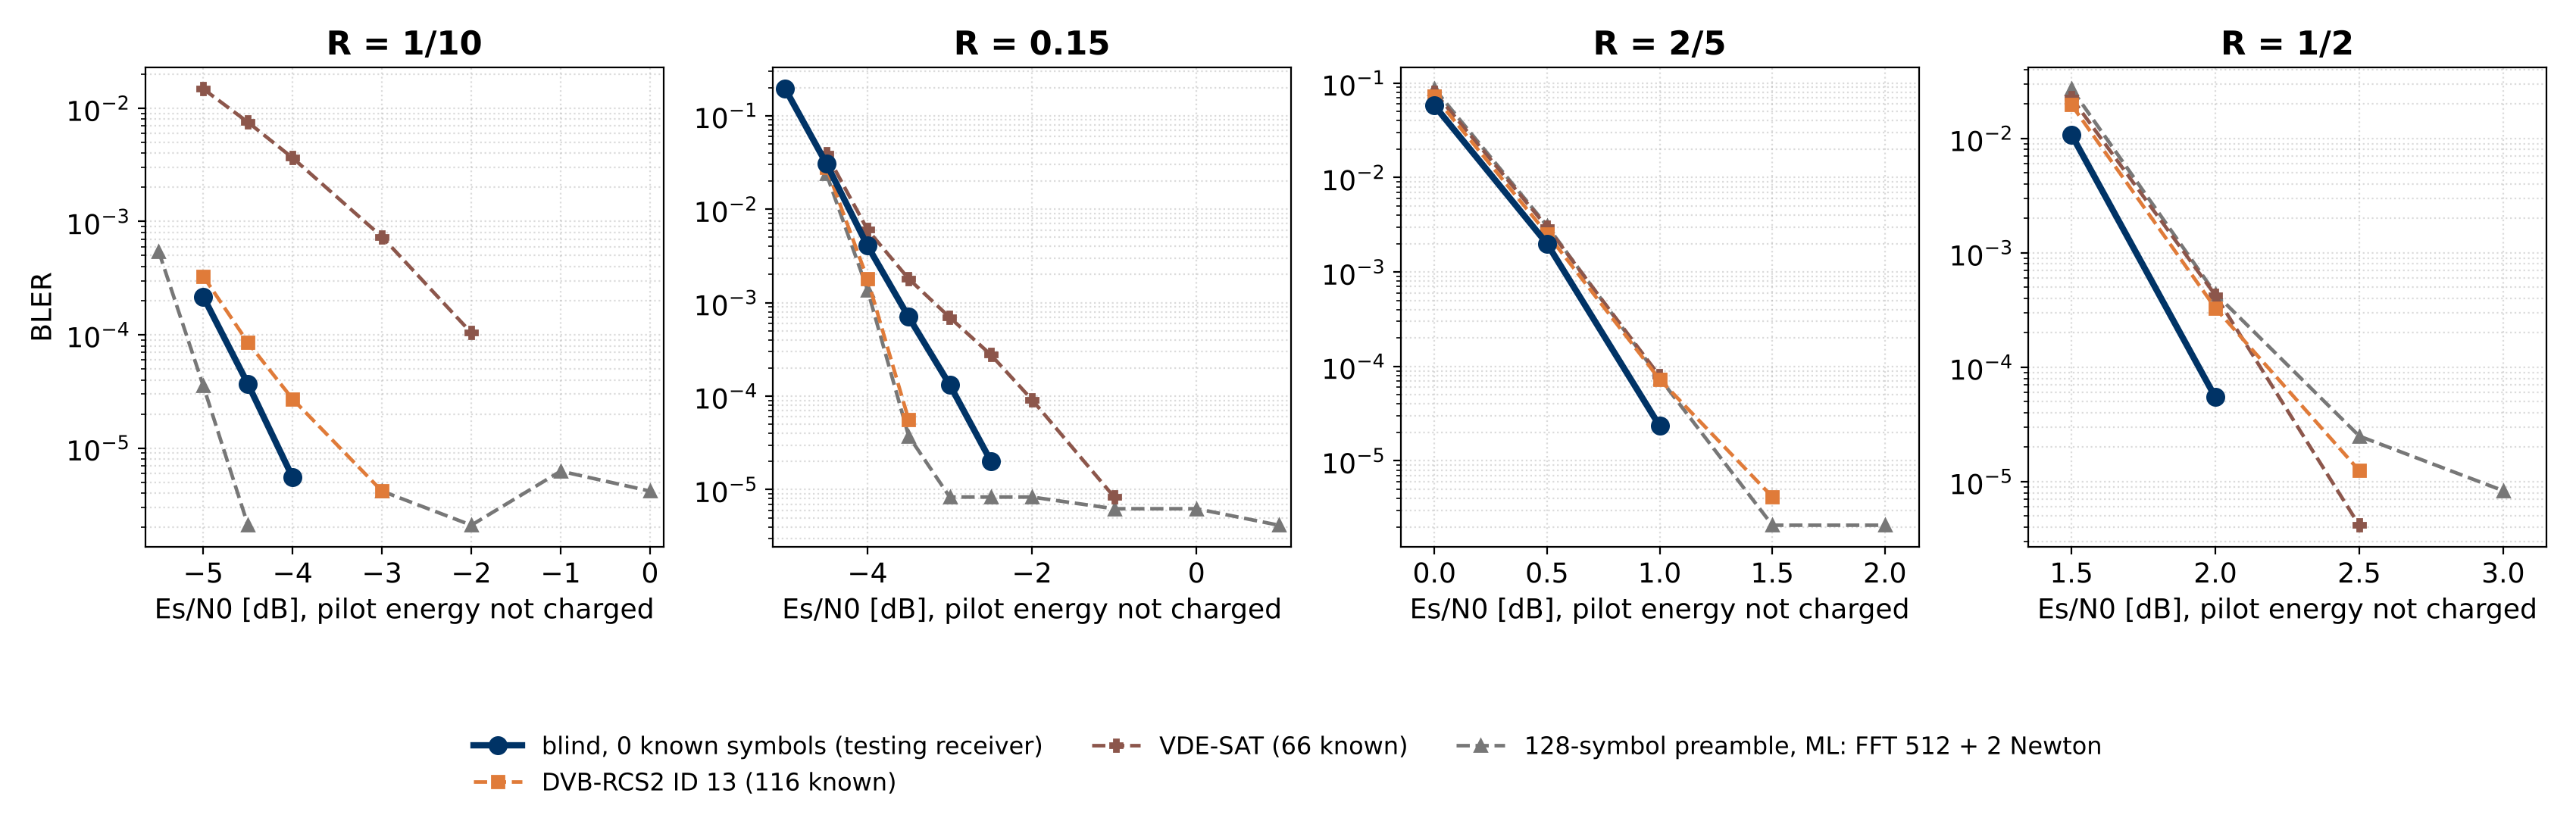 R = 1/10
R = 0.15
R = 2/5
R = 1/2
BLER
10⁻²
10⁻³
10⁻⁴
10⁻⁵
−5 −4 −3 −2 −1 0
Es/N0 [dB], pilot energy not charged
10⁻¹
10⁻²
10⁻³
10⁻⁴
10⁻⁵
−4 −2 0
Es/N0 [dB], pilot energy not charged
10⁻¹
10⁻²
10⁻³
10⁻⁴
10⁻⁵
0.0 0.5 1.0 1.5 2.0
Es/N0 [dB], pilot energy not charged
10⁻²
10⁻³
10⁻⁴
10⁻⁵
1.5 2.0 2.5 3.0
Es/N0 [dB], pilot energy not charged
blind, 0 known symbols (testing receiver)
DVB-RCS2 ID 13 (116 known)
VDE-SAT (66 known)
128-symbol preamble, ML: FFT 512 + 2 Newton